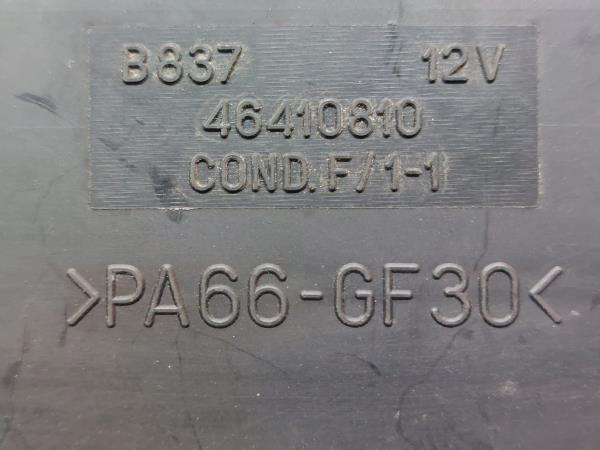 B837 12V
46410810
COND.F/1-1
>PA66-GF30<